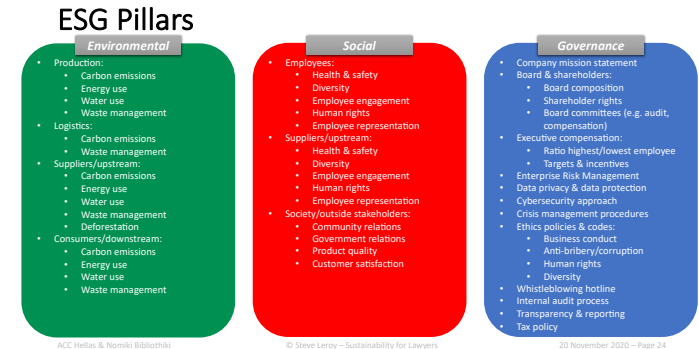 ESG Pillars
Environmental
• Production:
• Carbon emissions
• Energy use
• Water use
• Waste management
• Logistics:
• Carbon emissions
• Waste management
• Suppliers/upstream:
• Carbon emissions
• Energy use
• Water use
• Waste management
• Deforestation
• Consumers/downstream:
• Carbon emissions
• Energy use
• Water use
• Waste management
Social
• Employees:
• Health & safety
• Diversity
• Employee engagement
• Human rights
• Employee representation
• Suppliers/upstream:
• Health & safety
• Diversity
• Employee engagement
• Human rights
• Employee representation
• Society/outside stakeholders:
• Community relations
• Government relations
• Product quality
• Customer satisfaction
Governance
• Company mission statement
• Board & shareholders:
• Board composition
• Shareholder rights
• Board committees (e.g. audit,
compensation)
• Executive compensation:
• Ratio highest/lowest employee
• Targets & incentives
• Enterprise Risk Management
• Data privacy & data protection
• Cybersecurity approach
• Crisis management procedures
• Ethics policies & codes:
• Business conduct
• Anti-bribery/corruption
• Human rights
• Diversity
• Whistleblowing hotline
• Internal audit process
• Transparency & reporting
• Tax policy
ACC Hellas & Nomiki Bibliothiki
© Steve Leroy – Sustainability for Lawyers
20 November 2020 – Page 24